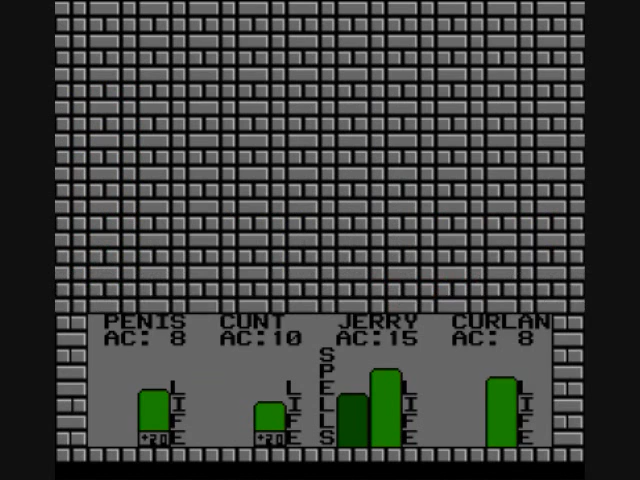 PENIS CUNT JERRY CURLAN
AC: 8 AC:10 AC:15 AC: 8
SPELLS
LIFE LIFE LIFE LIFE
+20 +20